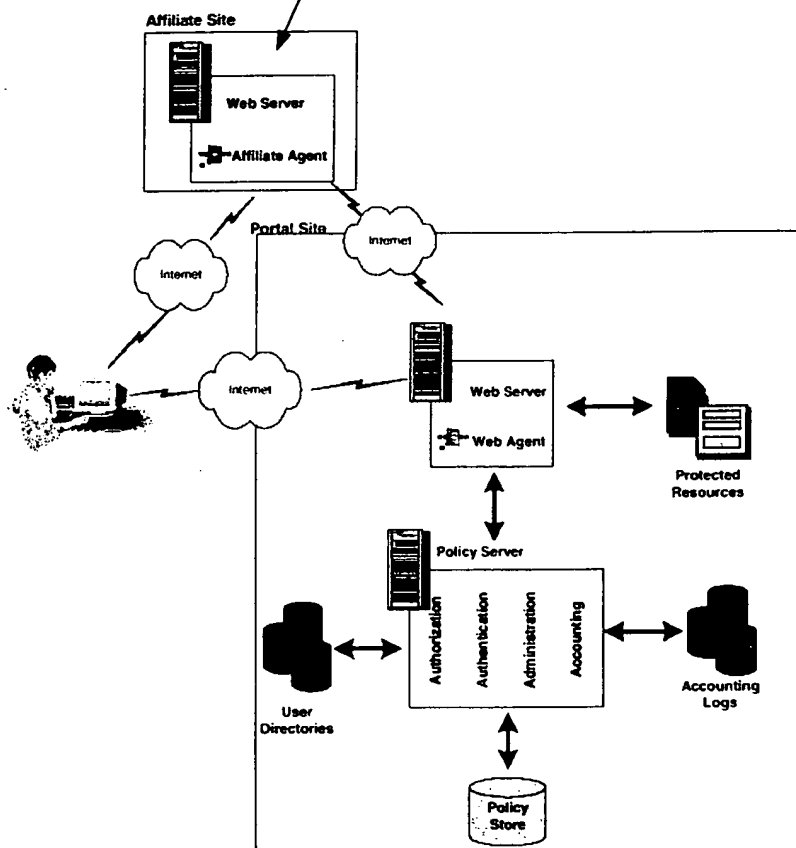 Affiliate Site
Web Server
Affiliate Agent
Portal Site
Internet
Internet
Internet
Web Server
Web Agent
Protected
Resources
Policy Server
Authorization
Authentication
Administration
Accounting
User
Directories
Accounting
Logs
Policy
Store